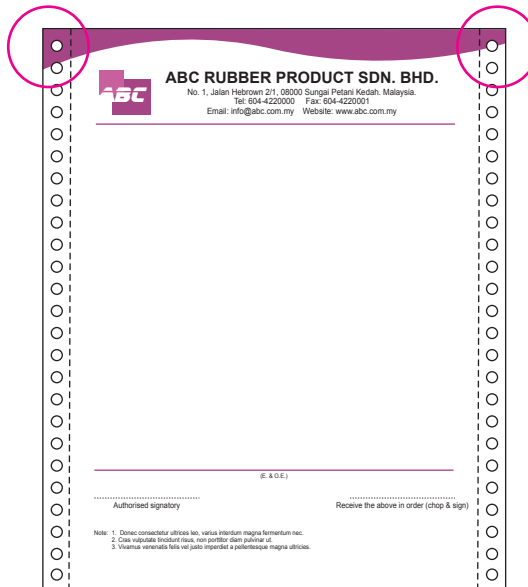 ABC
ABC RUBBER PRODUCT SDN. BHD.
No. 1, Jalan Hebrown 2/1, 08000 Sungai Petani Kedah. Malaysia.
Tel: 604-4220000 Fax: 604-4220001
Email: info@abc.com.my Website: www.abc.com.my
(E. & O.E.)
Authorised signatory Receive the above in order (chop & sign)
Note: 1. Donec consectetur ultrices leo, varius interdum magna fermentum nec.
2. Cras vulputate tincidunt risus, non porttitor diam pulvinar ut.
3. Vivamus venenatis felis vel justo imperdiet a pellentesque magna ultricies.